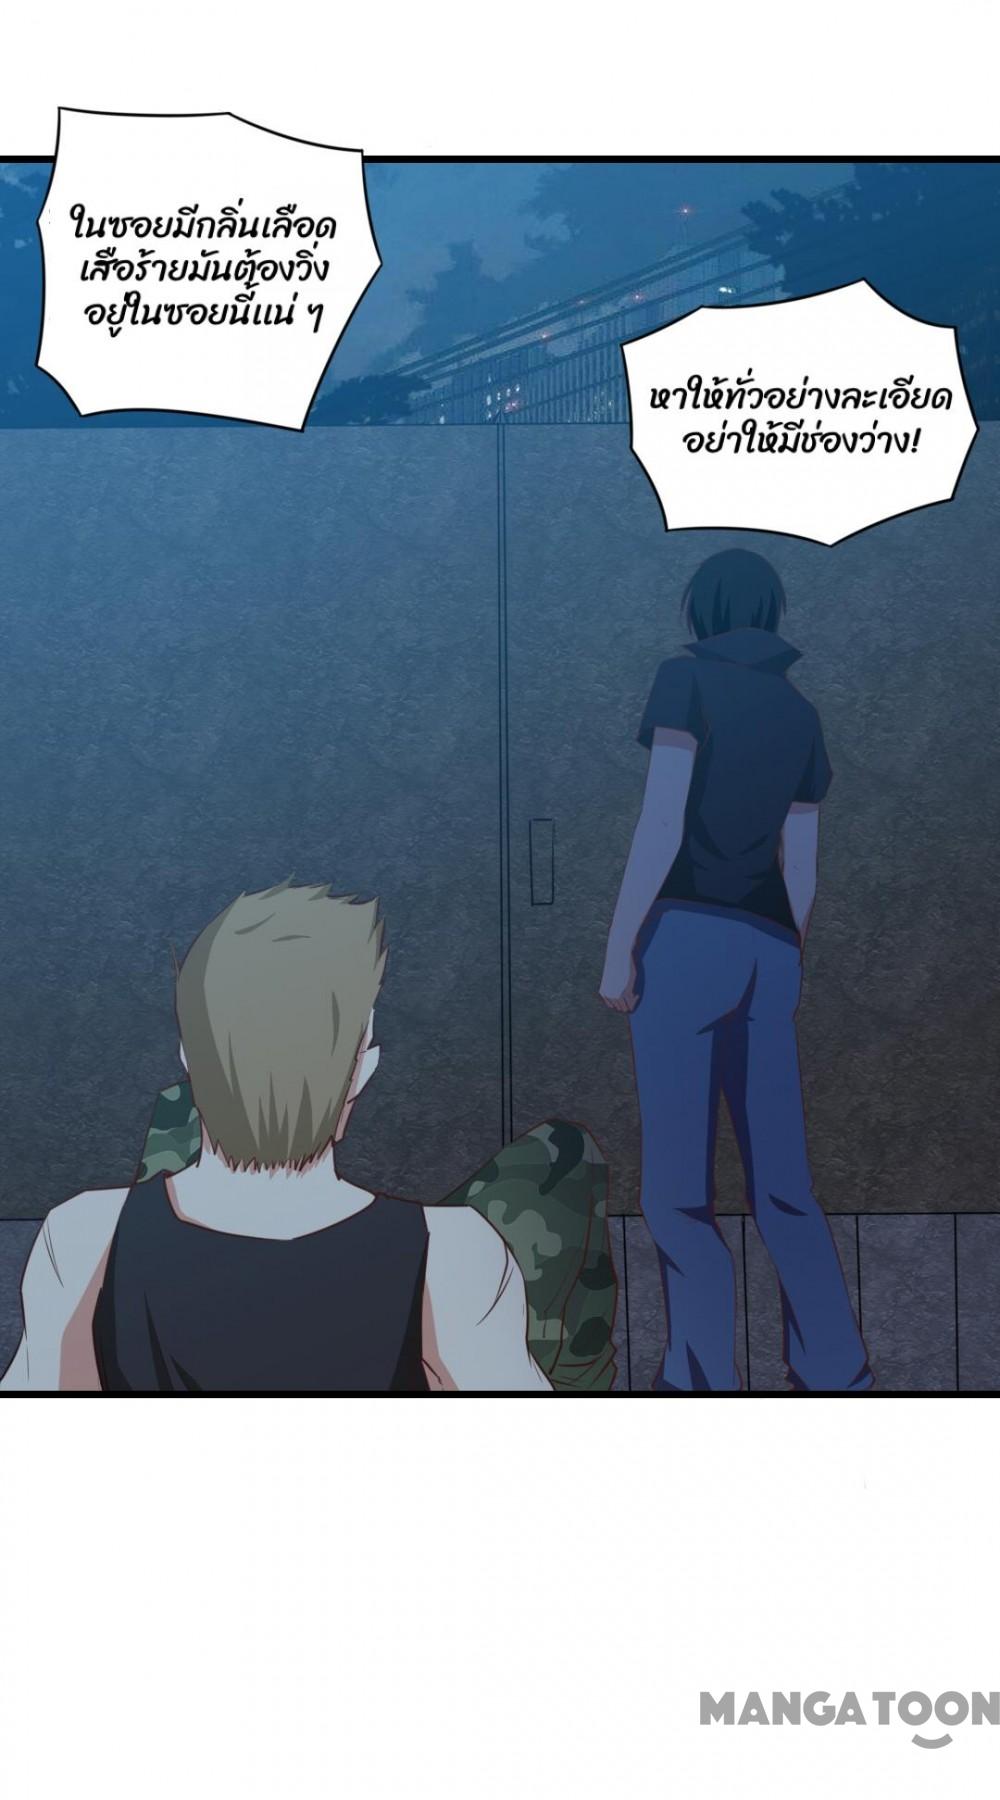 ในซอยมีกลิ่นเลือด
เสือร้ายมันต้องวิ่ง
อยู่ในซอยนี้แน่ ๆ
หาให้ทั่วอย่างละเอียด
อย่าให้มีช่องว่าง!
MANGATOON